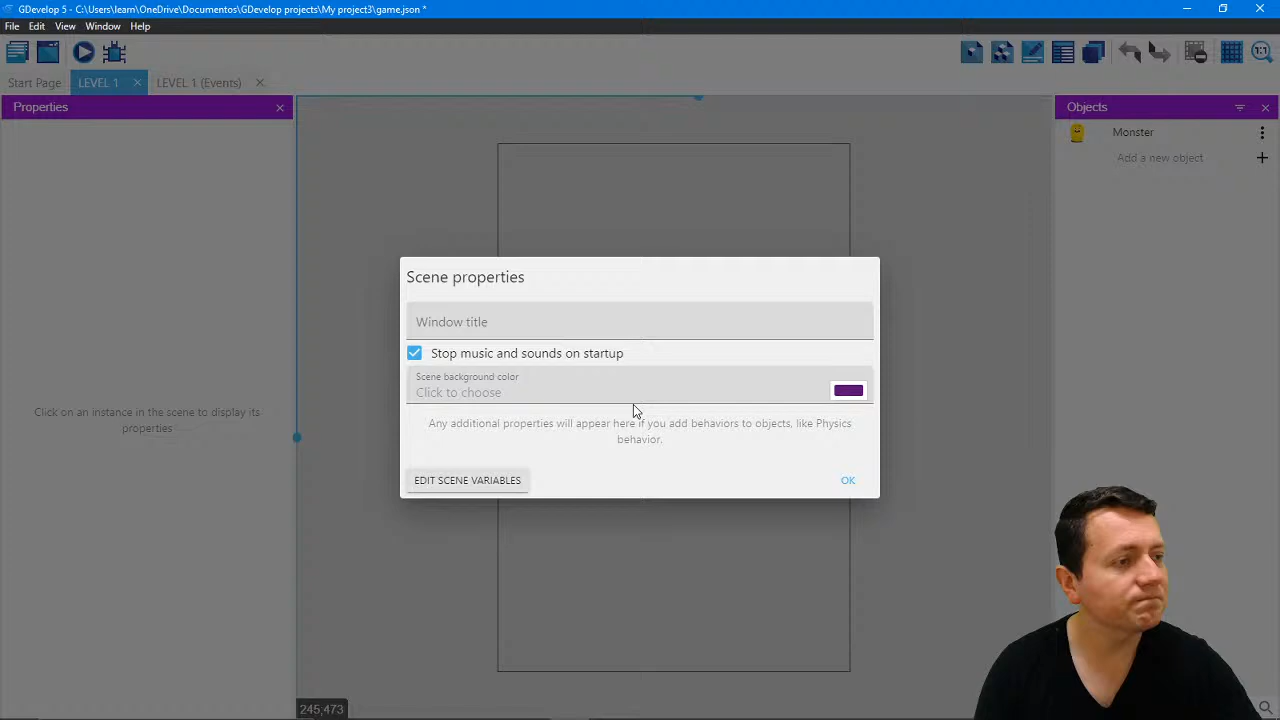 GDevelop 5 - C:\Users\learn\OneDrive\Documentos\GDevelop projects\My project3\game.json *
File Edit View Window Help
1:1
Start Page LEVEL 1 × LEVEL 1 (Events) ×
Properties ×
Objects ×
Monster
Add a new object +
Scene properties
Window title
Stop music and sounds on startup
Scene background color
Click to choose
Any additional properties will appear here if you add behaviors to objects, like Physics
behavior.
Click on an instance in the scene to display its
properties
EDIT SCENE VARIABLES OK
245;473